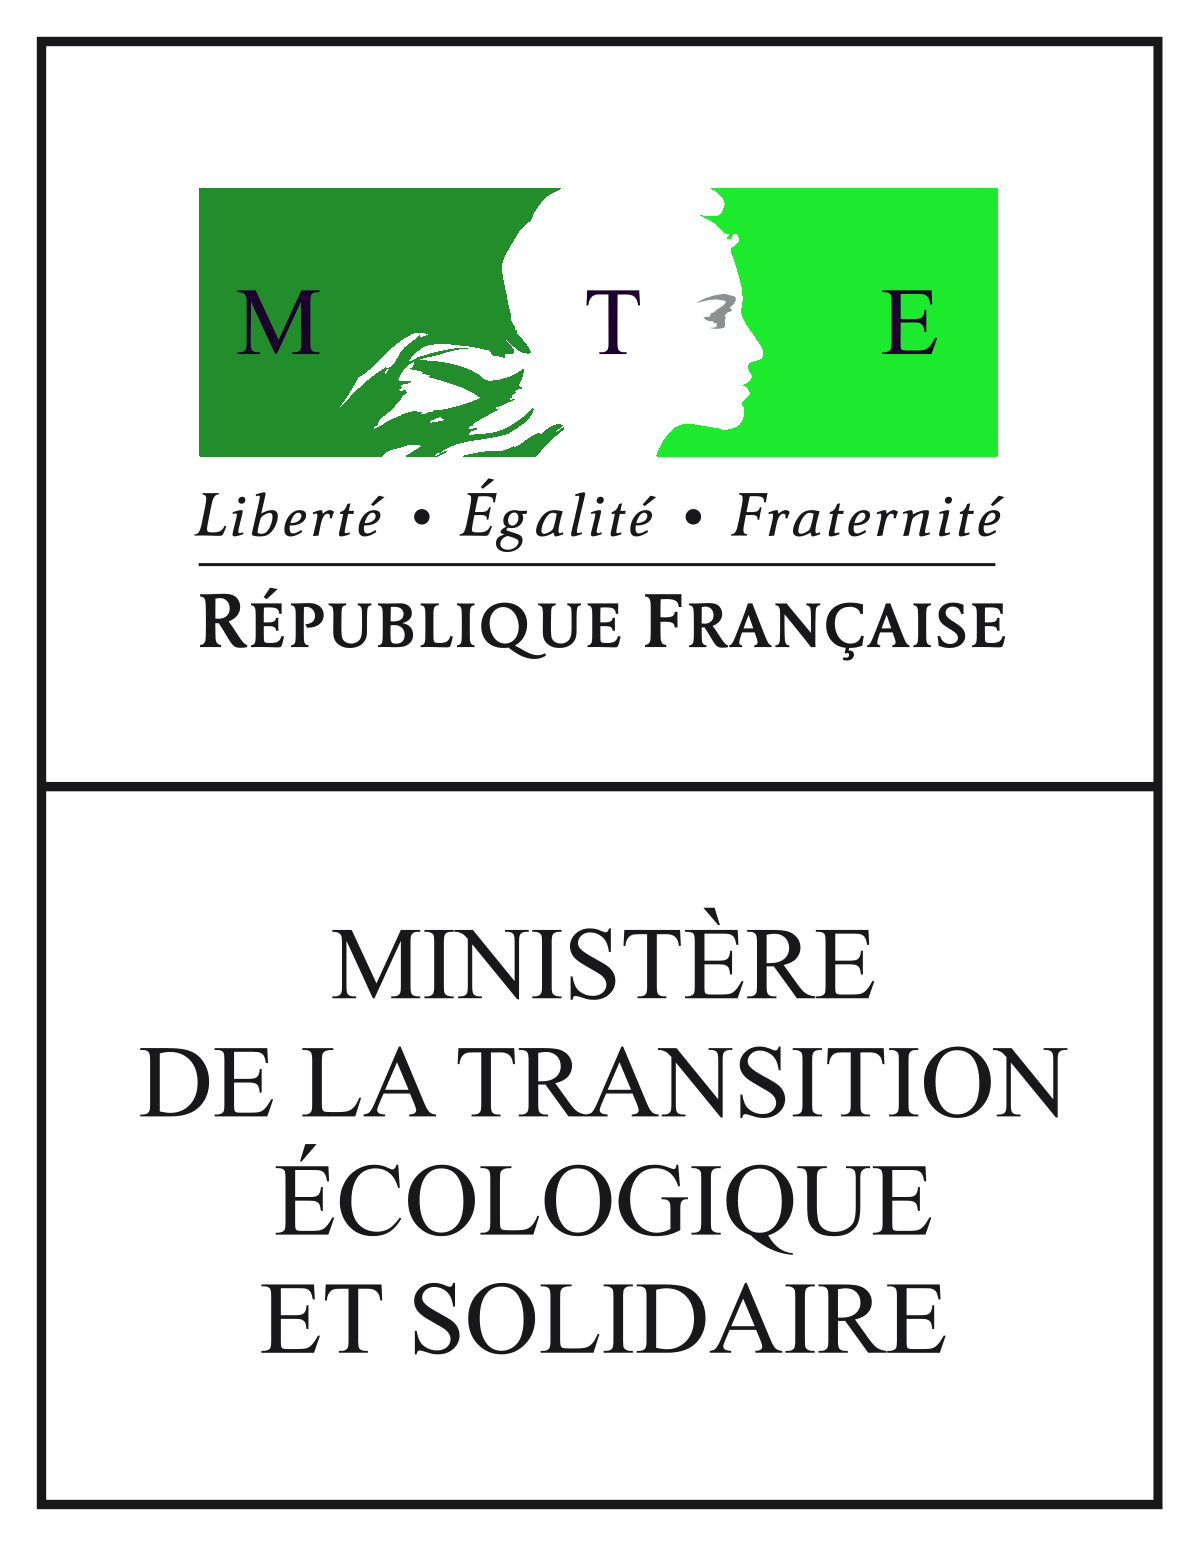 M T E
Liberté • Égalité • Fraternité
RÉPUBLIQUE FRANÇAISE
MINISTÈRE
DE LA TRANSITION
ÉCOLOGIQUE
ET SOLIDAIRE